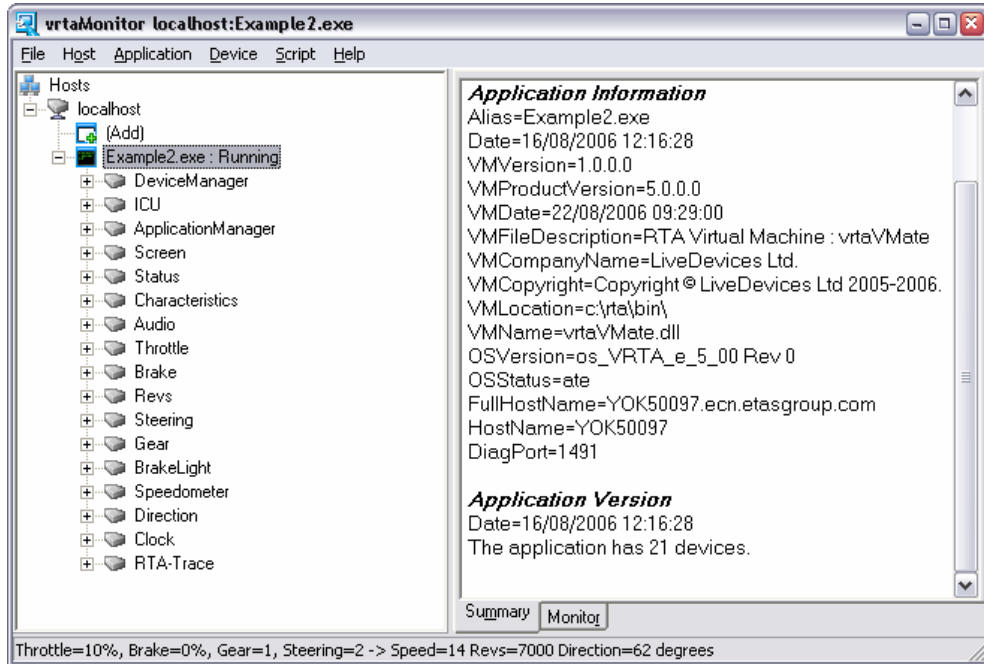 vrtaMonitor localhost:Example2.exe
File Host Application Device Script Help
Hosts
localhost
(Add)
Example2.exe : Running
DeviceManager
ICU
ApplicationManager
Screen
Status
Characteristics
Audio
Throttle
Brake
Revs
Steering
Gear
BrakeLight
Speedometer
Direction
Clock
RTA-Trace
Application Information
Alias=Example2.exe
Date=16/08/2006 12:16:28
VMVersion=1.0.0.0
VMProductVersion=5.0.0.0
VMDate=22/08/2006 09:29:00
VMFileDescription=RTA Virtual Machine : vrtaVMate
VMCompanyName=LiveDevices Ltd.
VMCopyright=Copyright © LiveDevices Ltd 2005-2006.
VMLocation=c:\rta\bin\
VMName=vrtaVMate.dll
OSVersion=os_VRTA_e_5_00 Rev 0
OSStatus=ate
FullHostName=YOK50097.ecn.etasgroup.com
HostName=YOK50097
DiagPort=1491
Application Version
Date=16/08/2006 12:16:28
The application has 21 devices.
Summary Monitor
Throttle=10%, Brake=0%, Gear=1, Steering=2 -> Speed=14 Revs=7000 Direction=62 degrees